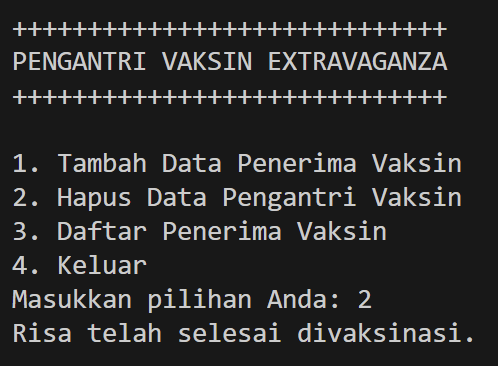 +++++++++++++++++++++++++++++
PENGANTRI VAKSIN EXTRAVAGANZA
+++++++++++++++++++++++++++++
1. Tambah Data Penerima Vaksin
2. Hapus Data Pengantri Vaksin
3. Daftar Penerima Vaksin
4. Keluar
Masukkan pilihan Anda: 2
Risa telah selesai divaksinasi.